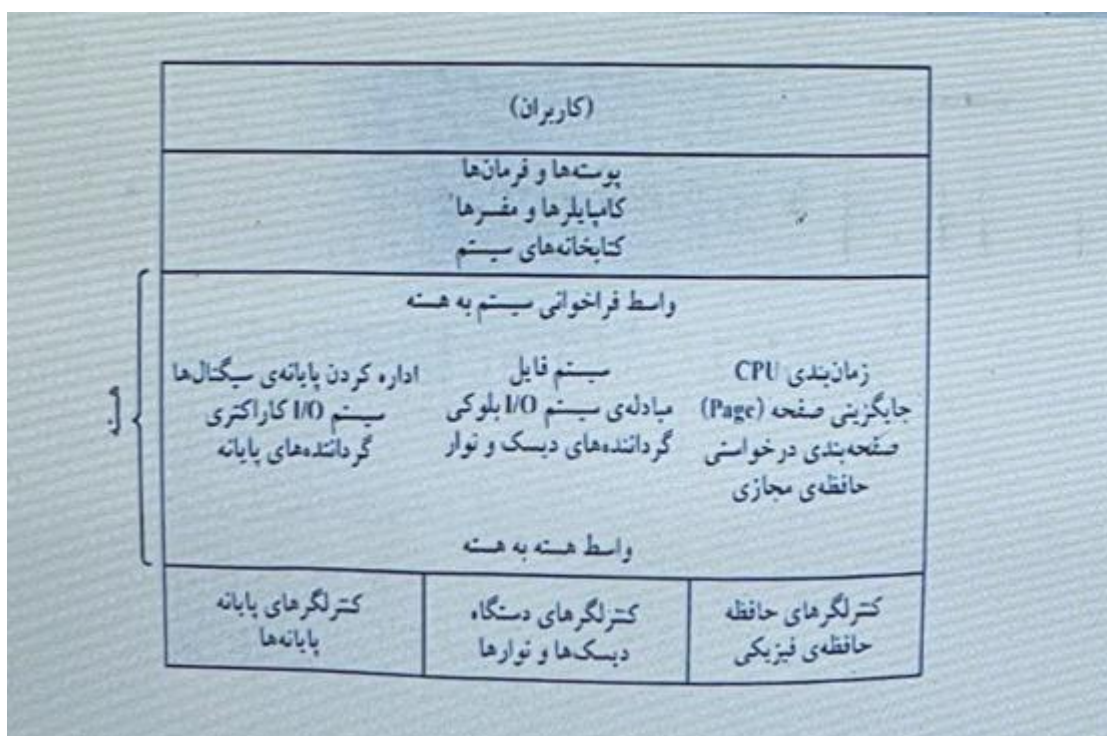 (کاربران)
پوسته‌ها و فرمان‌ها
کامپایلرها و مفسرها
کتابخانه‌های سیستم
هسته
واسط فراخوانی سیستم به هسته
زمان‌بندی CPU
جایگزینی صفحه (Page)
صفحه‌بندی درخواستی
حافظه‌ی مجازی
سیستم فایل
مبادله‌ی سیستم I/O بلوکی
گرداننده‌های دیسک و نوار
اداره کردن پایانه‌ی سیگنال‌ها
سیستم I/O کاراکتری
گرداننده‌های پایانه
واسط هسته به هسته
کنترلگرهای حافظه
حافظه‌ی فیزیکی
کنترلگرهای دستگاه
دیسک‌ها و نوارها
کنترلگرهای پایانه
پایانه‌ها